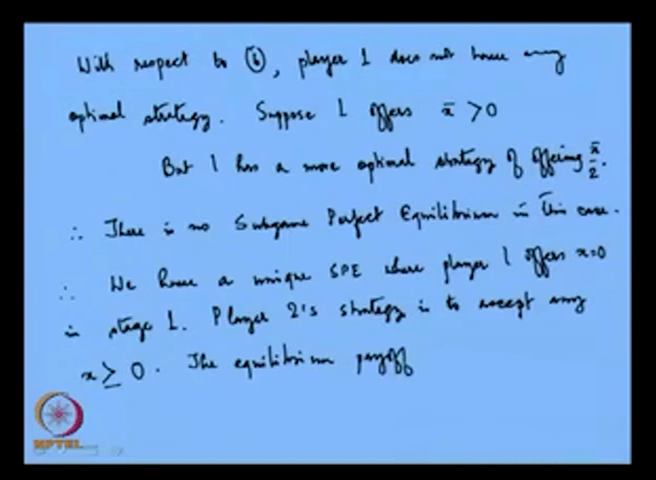 With respect to (b), player 1 does not have any
optimal strategy. Suppose 1 offers x̄ > 0
But 1 has a more optimal strategy of offering x̄/2.
∴ There is no Subgame Perfect Equilibrium in this case.
∴ We have a unique SPE where player 1 offers x=0
in stage 1. Player 2's strategy is to accept any
x ≥ 0. The equilibrium payoff
NPTEL